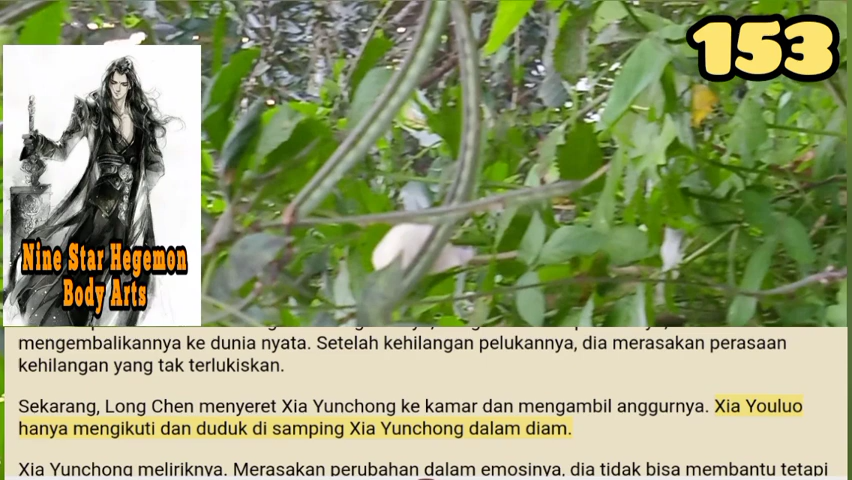 153
Nine Star Hegemon
Body Arts
mengembalikannya ke dunia nyata. Setelah kehilangan pelukannya, dia merasakan perasaan
kehilangan yang tak terlukiskan.
Sekarang, Long Chen menyeret Xia Yunchong ke kamar dan mengambil anggurnya. Xia Youluo
hanya mengikuti dan duduk di samping Xia Yunchong dalam diam.
Xia Yunchong meliriknya. Merasakan perubahan dalam emosinya, dia tidak bisa membantu tetapi